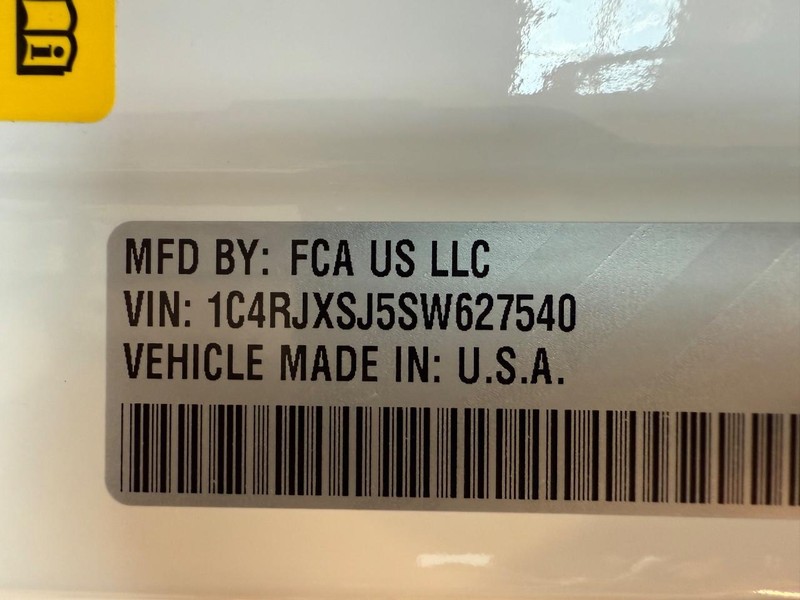 MFD BY: FCA US LLC
VIN: 1C4RJXSJ5SW627540
VEHICLE MADE IN: U.S.A.